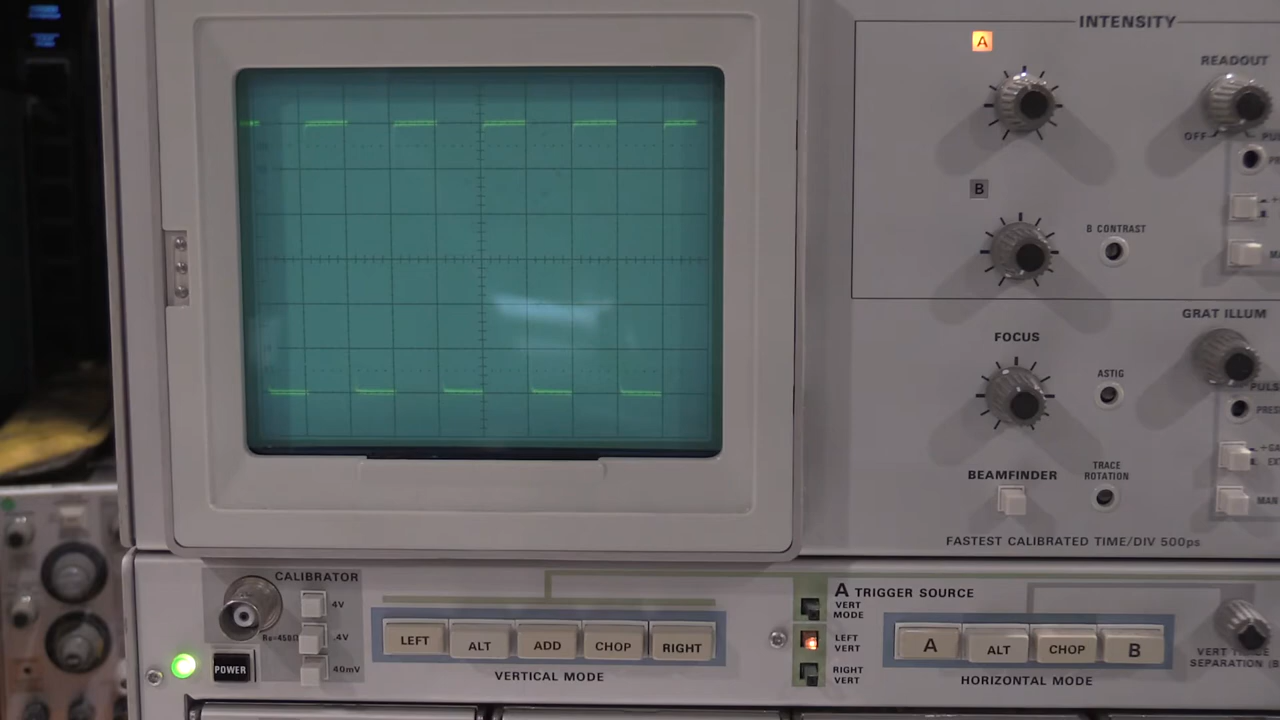 INTENSITY
A
READOUT
OFF
B
B CONTRAST
FOCUS
GRAT ILLUM
ASTIG
BEAMFINDER
TRACE
ROTATION
MAN
FASTEST CALIBRATED TIME/DIV 500ps
CALIBRATOR
4V
.4V
40mV
POWER
LEFT
ALT
ADD
CHOP
RIGHT
VERTICAL MODE
A TRIGGER SOURCE
VERT
MODE
LEFT
VERT
RIGHT
VERT
A
ALT
CHOP
B
HORIZONTAL MODE